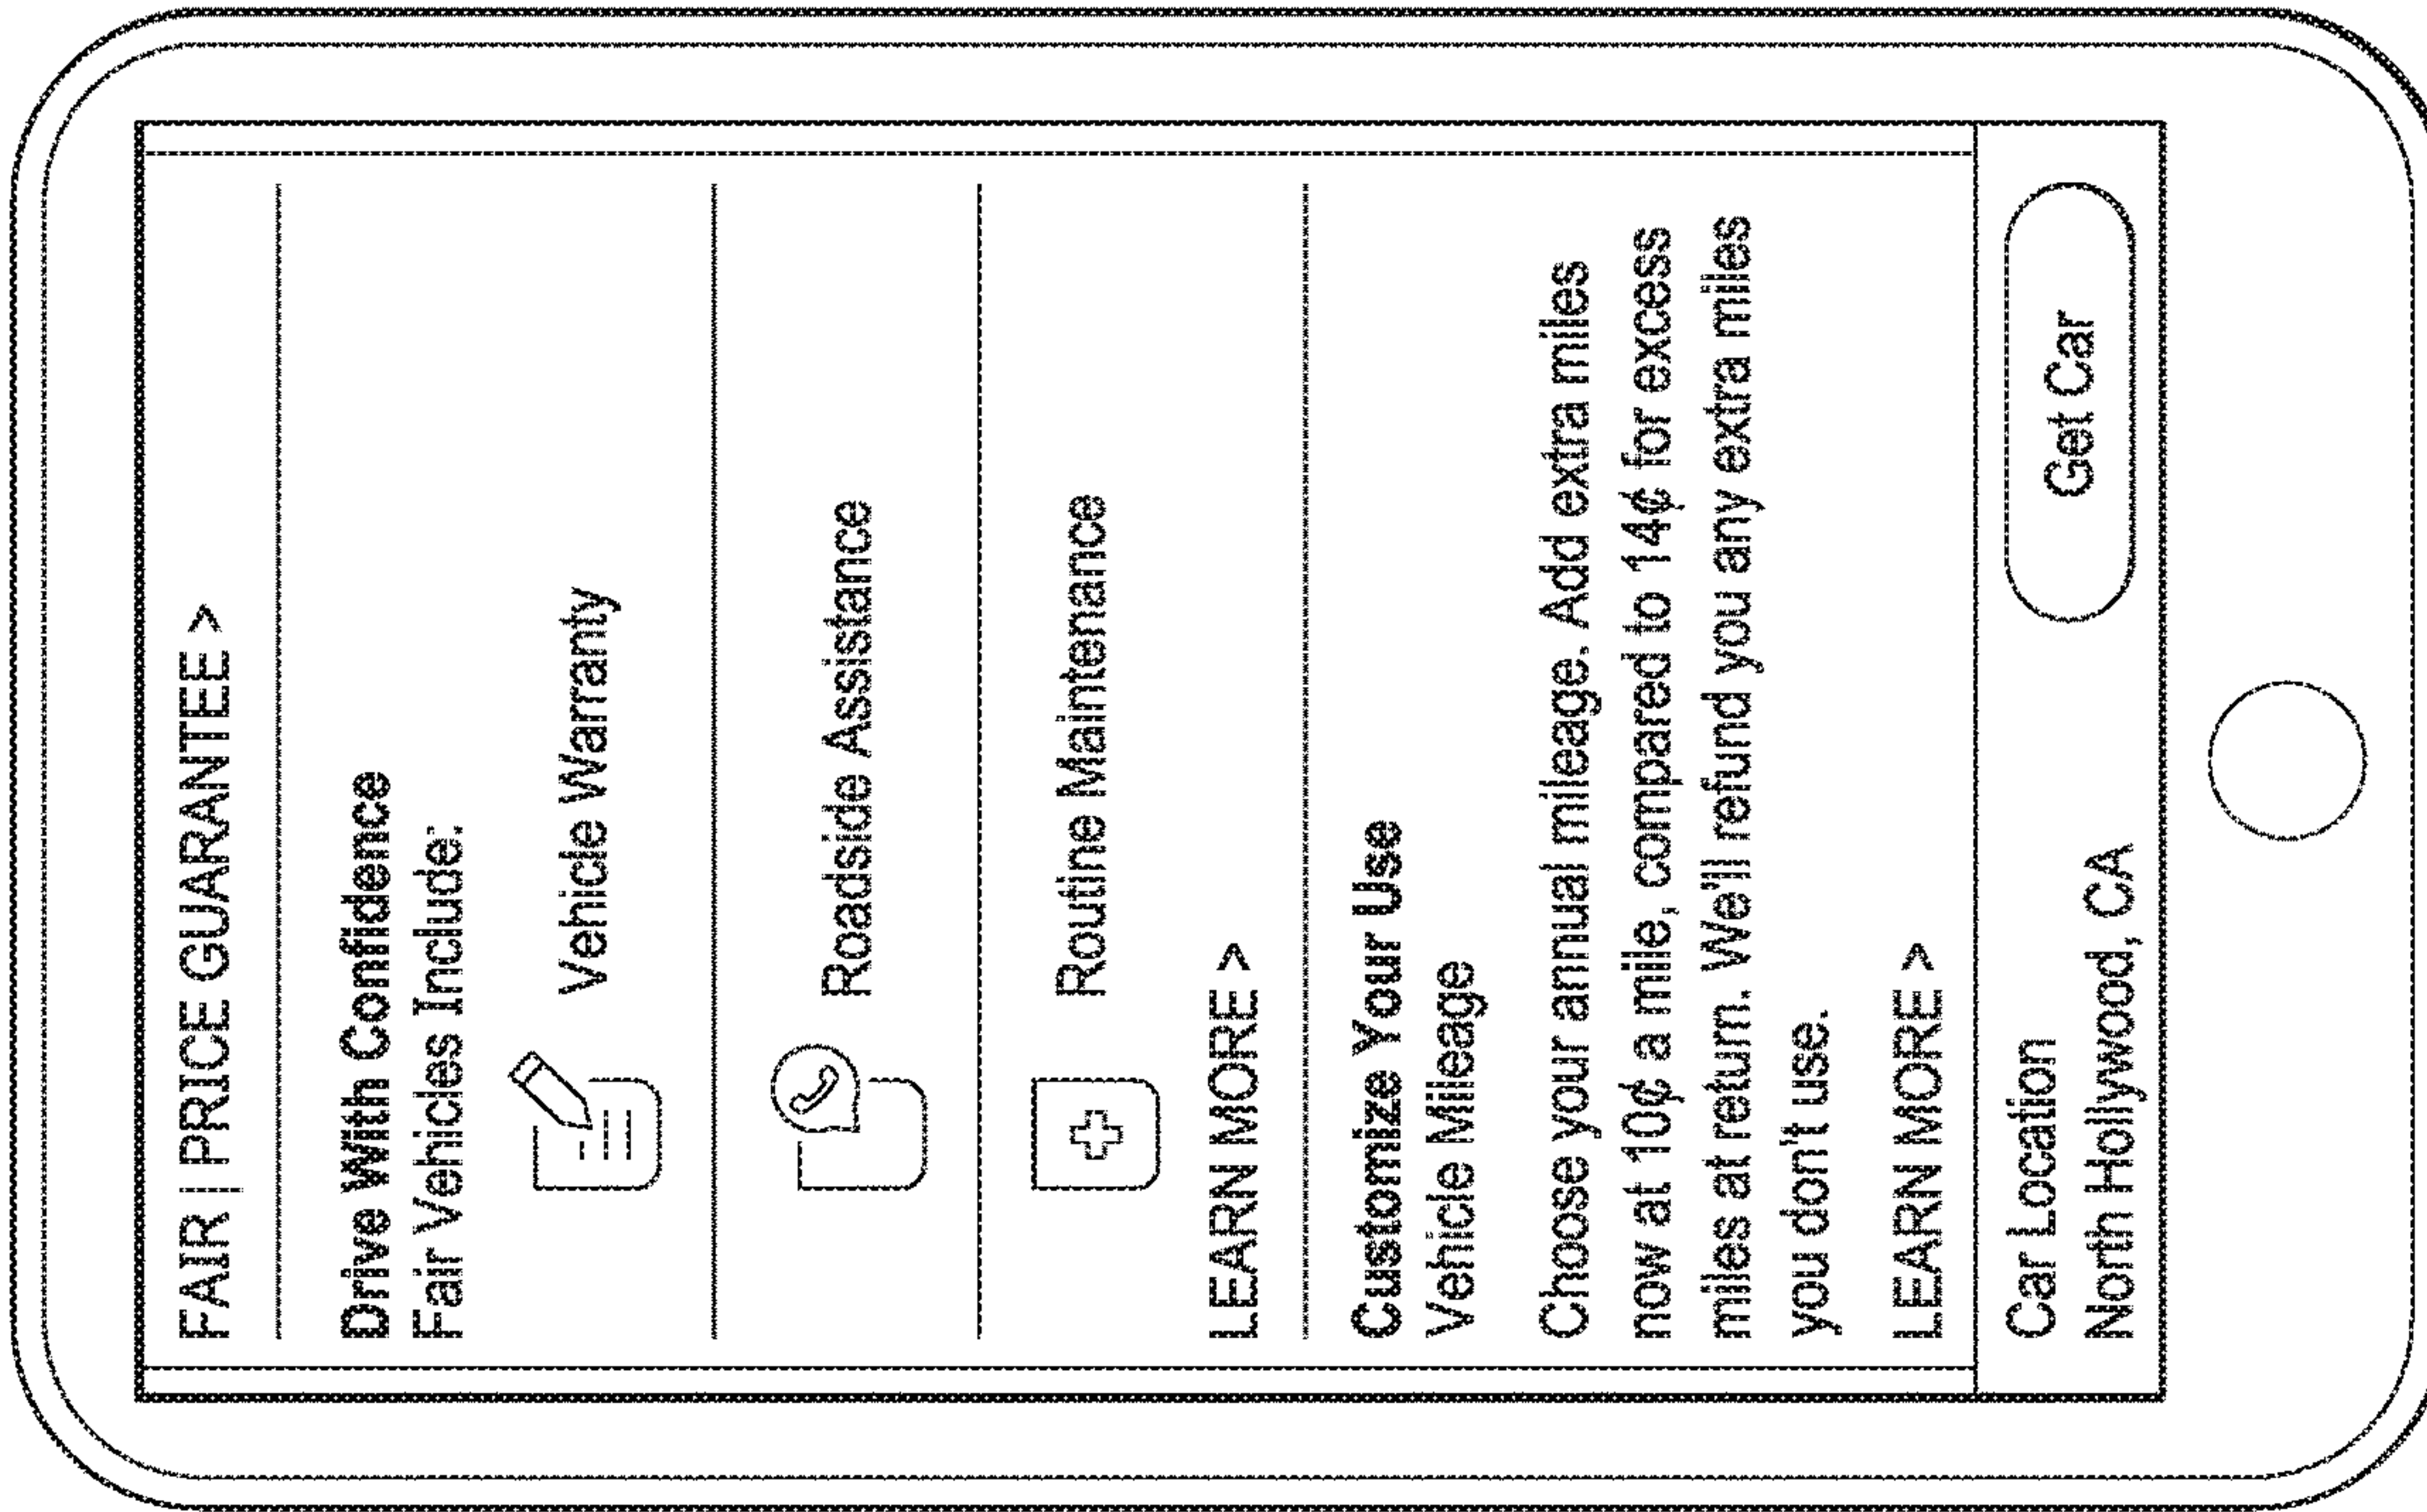 FAIR | PRICE GUARANTEE >
Drive With Confidence
Fair Vehicles Include:
Vehicle Warranty
Roadside Assistance
Routine Maintenance
LEARN MORE >
Customize Your Use
Vehicle Mileage
Choose your annual mileage. Add extra miles
now at 10¢ a mile, compared to 14¢ for excess
miles at return. We'll refund you any extra miles
you don't use.
LEARN MORE >
Car Location
North Hollywood, CA
Get Car